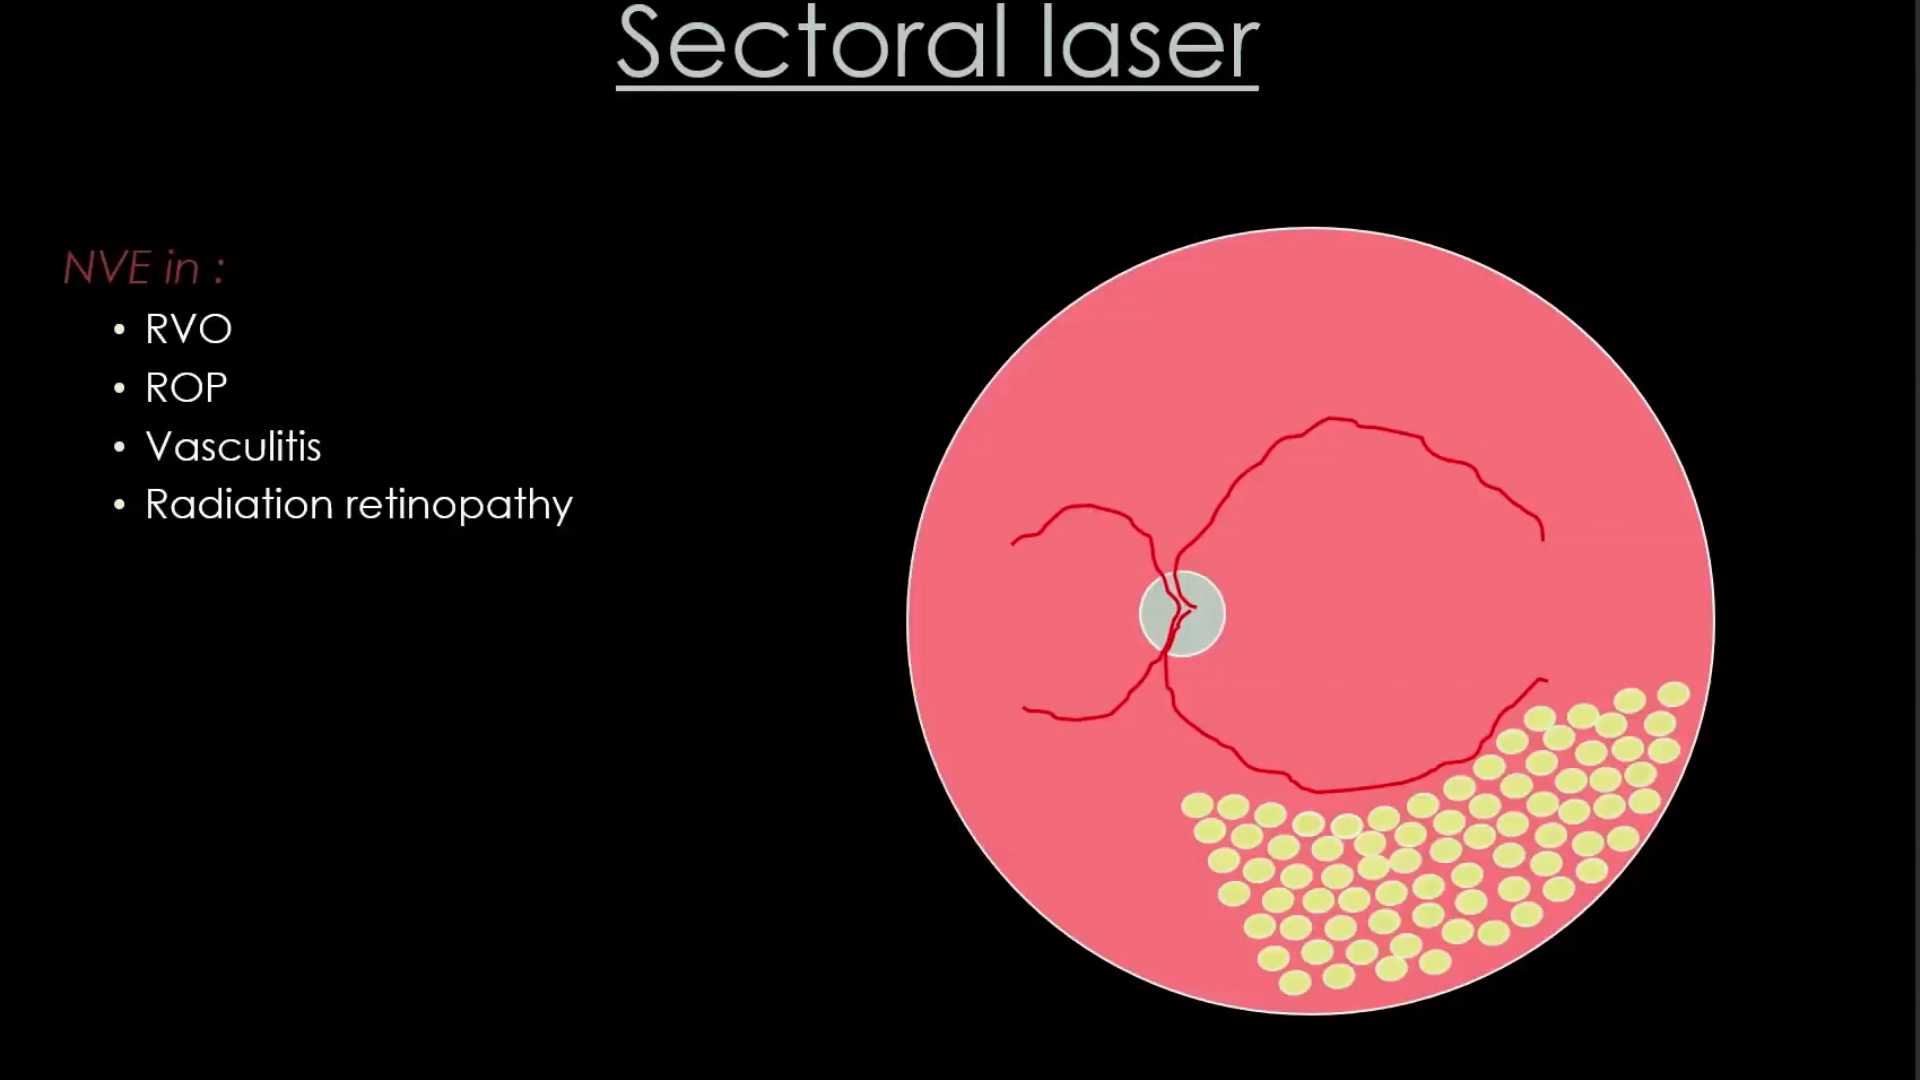 Sectoral laser
NVE in :
• RVO
• ROP
• Vasculitis
• Radiation retinopathy